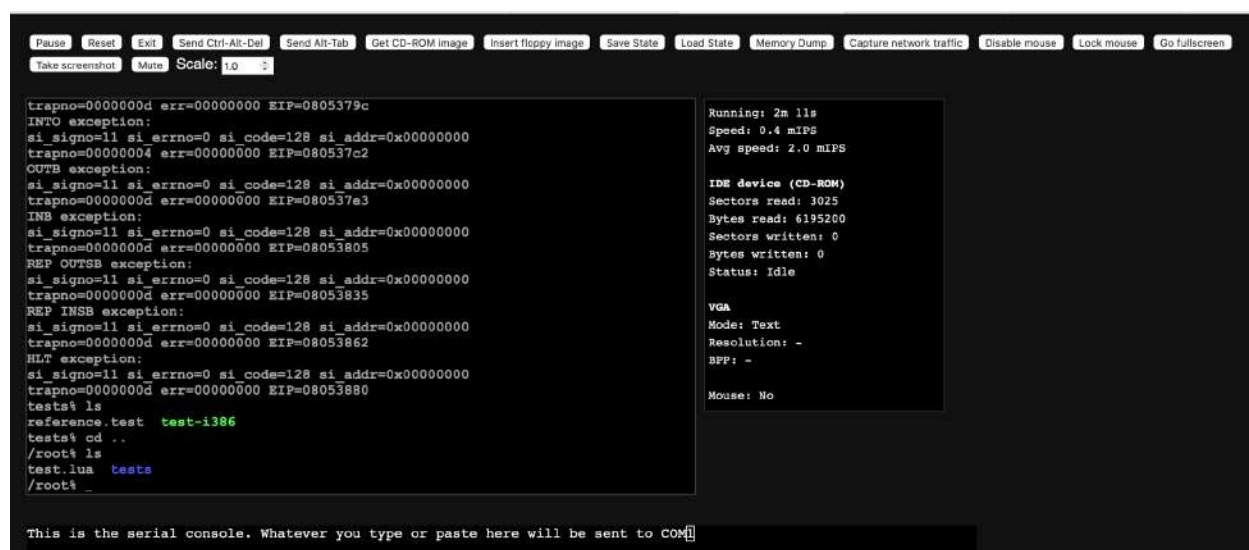 Pause Reset Exit Send Ctrl-Alt-Del Send Alt-Tab Get CD-ROM image Insert floppy image Save State Load State Memory Dump Capture network traffic Disable mouse Lock mouse Go fullscreen
Take screenshot Mute Scale: 1.0
trapno=0000000d err=00000000 EIP=0805379c
INTO exception:
si_signo=11 si_errno=0 si_code=128 si_addr=0x00000000
trapno=00000004 err=00000000 EIP=080537c2
OUTB exception:
si_signo=11 si_errno=0 si_code=128 si_addr=0x00000000
trapno=0000000d err=00000000 EIP=080537e3
INB exception:
si_signo=11 si_errno=0 si_code=128 si_addr=0x00000000
trapno=0000000d err=00000000 EIP=08053805
REP OUTSB exception:
si_signo=11 si_errno=0 si_code=128 si_addr=0x00000000
trapno=0000000d err=00000000 EIP=08053835
REP INSB exception:
si_signo=11 si_errno=0 si_code=128 si_addr=0x00000000
trapno=0000000d err=00000000 EIP=08053862
HLT exception:
si_signo=11 si_errno=0 si_code=128 si_addr=0x00000000
trapno=0000000d err=00000000 EIP=08053880
tests% ls
reference.test test-i386
tests% cd ..
/root% ls
test.lua tests
/root% _
Running: 2m 11s
Speed: 0.4 mIPS
Avg speed: 2.0 mIPS
IDE device (CD-ROM)
Sectors read: 3025
Bytes read: 6195200
Sectors written: 0
Bytes written: 0
Status: Idle
VGA
Mode: Text
Resolution: -
BPP: -
Mouse: No
This is the serial console. Whatever you type or paste here will be sent to COM1